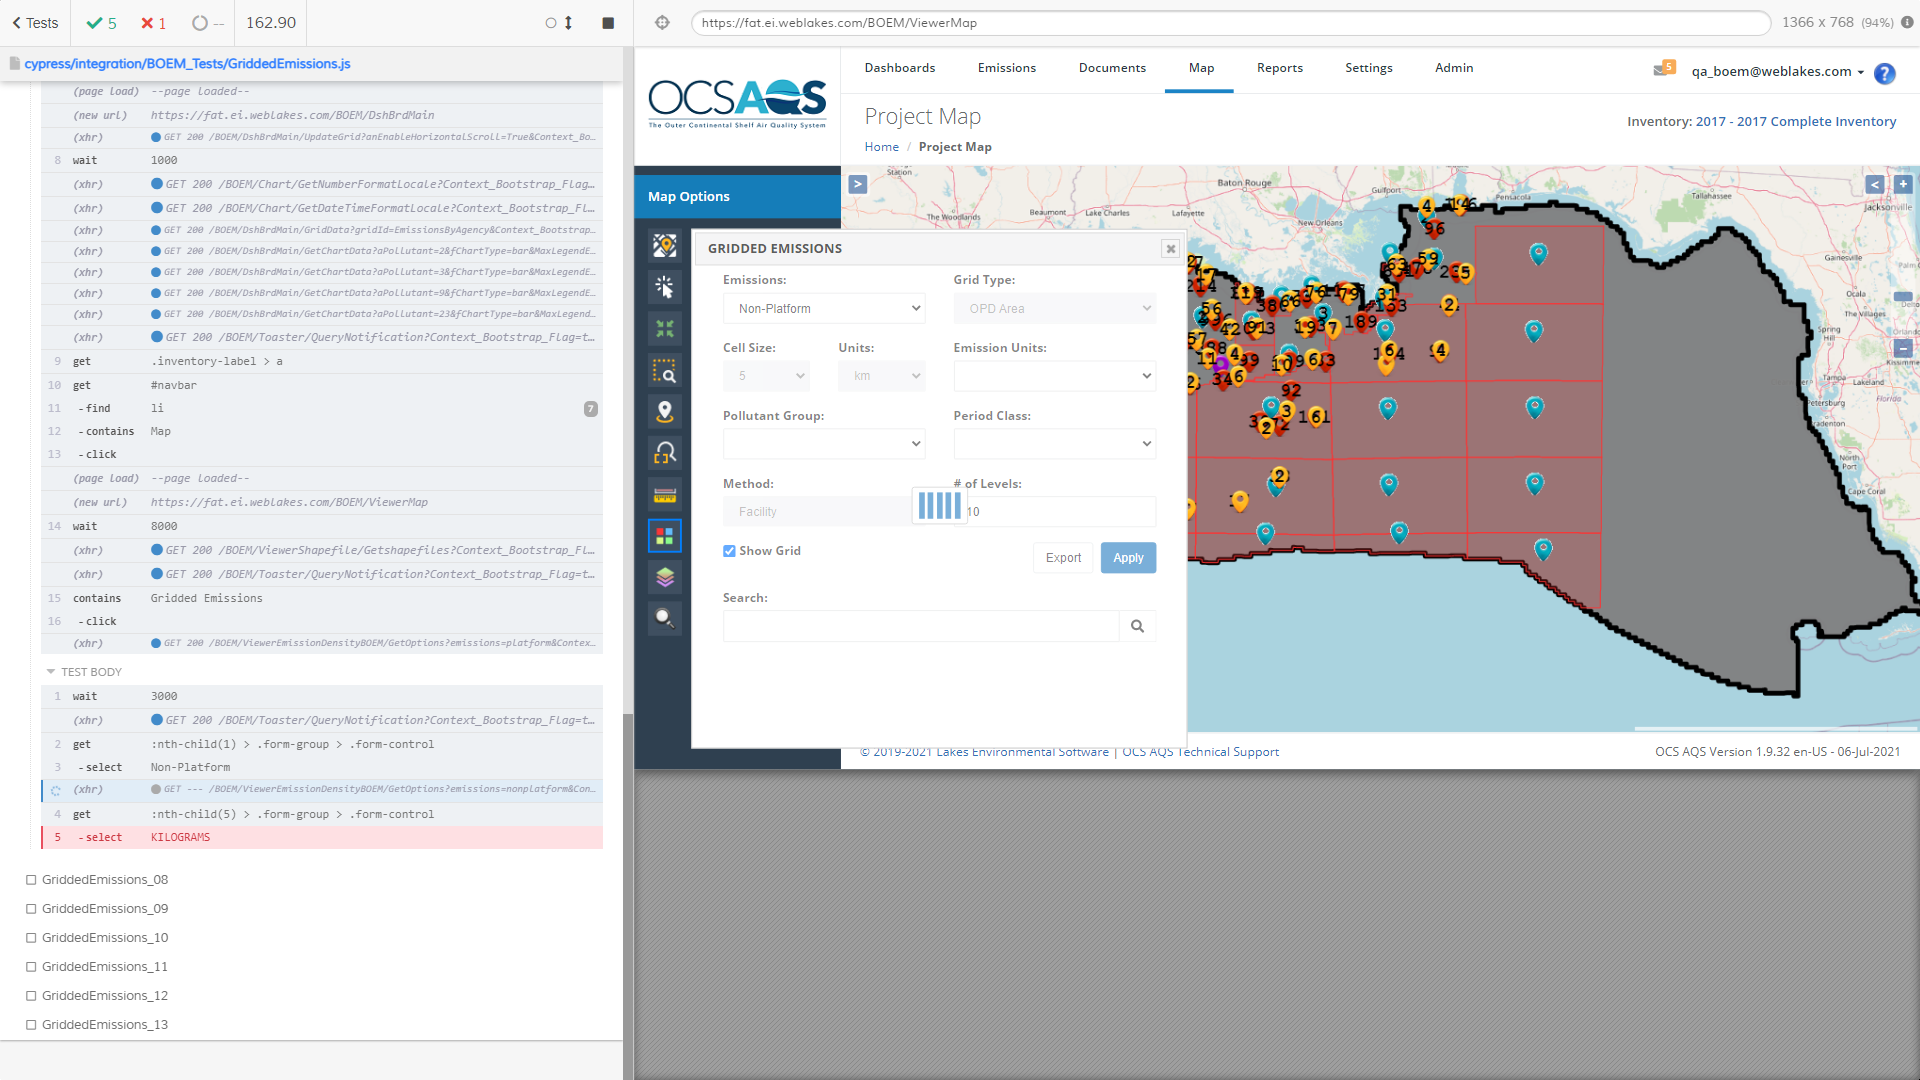 Tests
5
1
--
162.90
cypress/integration/BOEM_Tests/GriddedEmissions.js
(page load) --page loaded--
(new url) https://fat.ei.weblakes.com/BOEM/DshBrdMain
(xhr) GET 200 /BOEM/DshBrdMain/UpdateGrid?anEnableHorizontalScroll=True&Context_Bo...
8 wait 1000
(xhr) GET 200 /BOEM/Chart/GetNumberFormatLocale?Context_Bootstrap_Flag...
(xhr) GET 200 /BOEM/Chart/GetDateTimeFormatLocale?Context_Bootstrap_Fl...
(xhr) GET 200 /BOEM/DshBrdMain/GridData?gridId=EmissionsByAgency&Context_Bootstrap...
(xhr) GET 200 /BOEM/DshBrdMain/GetChartData?aPollutant=2&fChartType=bar&MaxLegendE...
(xhr) GET 200 /BOEM/DshBrdMain/GetChartData?aPollutant=3&fChartType=bar&MaxLegendE...
(xhr) GET 200 /BOEM/DshBrdMain/GetChartData?aPollutant=9&fChartType=bar&MaxLegendE...
(xhr) GET 200 /BOEM/DshBrdMain/GetChartData?aPollutant=23&fChartType=bar&MaxLegend...
(xhr) GET 200 /BOEM/Toaster/QueryNotification?Context_Bootstrap_Flag=t...
9 get .inventory-label > a
10 get #navbar
11 -find li 7
12 -contains Map
13 -click
(page load) --page loaded--
(new url) https://fat.ei.weblakes.com/BOEM/ViewerMap
14 wait 8000
(xhr) GET 200 /BOEM/ViewerShapefile/Getshapefiles?Context_Bootstrap_Fl...
(xhr) GET 200 /BOEM/Toaster/QueryNotification?Context_Bootstrap_Flag=t...
15 contains Gridded Emissions
16 -click
(xhr) GET 200 /BOEM/ViewerEmissionDensityBOEM/GetOptions?emissions=platform&Contex...
TEST BODY
1 wait 3000
(xhr) GET 200 /BOEM/Toaster/QueryNotification?Context_Bootstrap_Flag=t...
2 get :nth-child(1) > .form-group > .form-control
3 -select Non-Platform
(xhr) GET --- /BOEM/ViewerEmissionDensityBOEM/GetOptions?emissions=nonplatform&Con...
4 get :nth-child(5) > .form-group > .form-control
5 -select KILOGRAMS
GriddedEmissions_08
GriddedEmissions_09
GriddedEmissions_10
GriddedEmissions_11
GriddedEmissions_12
GriddedEmissions_13
https://fat.ei.weblakes.com/BOEM/ViewerMap
1366 x 768 (94%)
OCSAQS
The Outer Continental Shelf Air Quality System
Dashboards
Emissions
Documents
Map
Reports
Settings
Admin
5
qa_boem@weblakes.com
?
Project Map
Inventory: 2017 - 2017 Complete Inventory
Home / Project Map
Map Options
GRIDDED EMISSIONS
Emissions:
Grid Type:
Non-Platform
OPD Area
Cell Size:
Units:
Emission Units:
5
km
Pollutant Group:
Period Class:
Method:
# of Levels:
Facility
10
Show Grid
Export
Apply
Search:
Station
Baton Rouge
Gulfport
Pensacola
Tallahassee
Jacksonville
The Woodlands
Beaumont
Lake Charles
Lafayette
New Orleans
Gainesville
Ocala
The Villages
Spring Hill
Tampa
Lakeland
Florida
North Port
Cape Coral
© 2019-2021 Lakes Environmental Software | OCS AQS Technical Support
OCS AQS Version 1.9.32 en-US - 06-Jul-2021